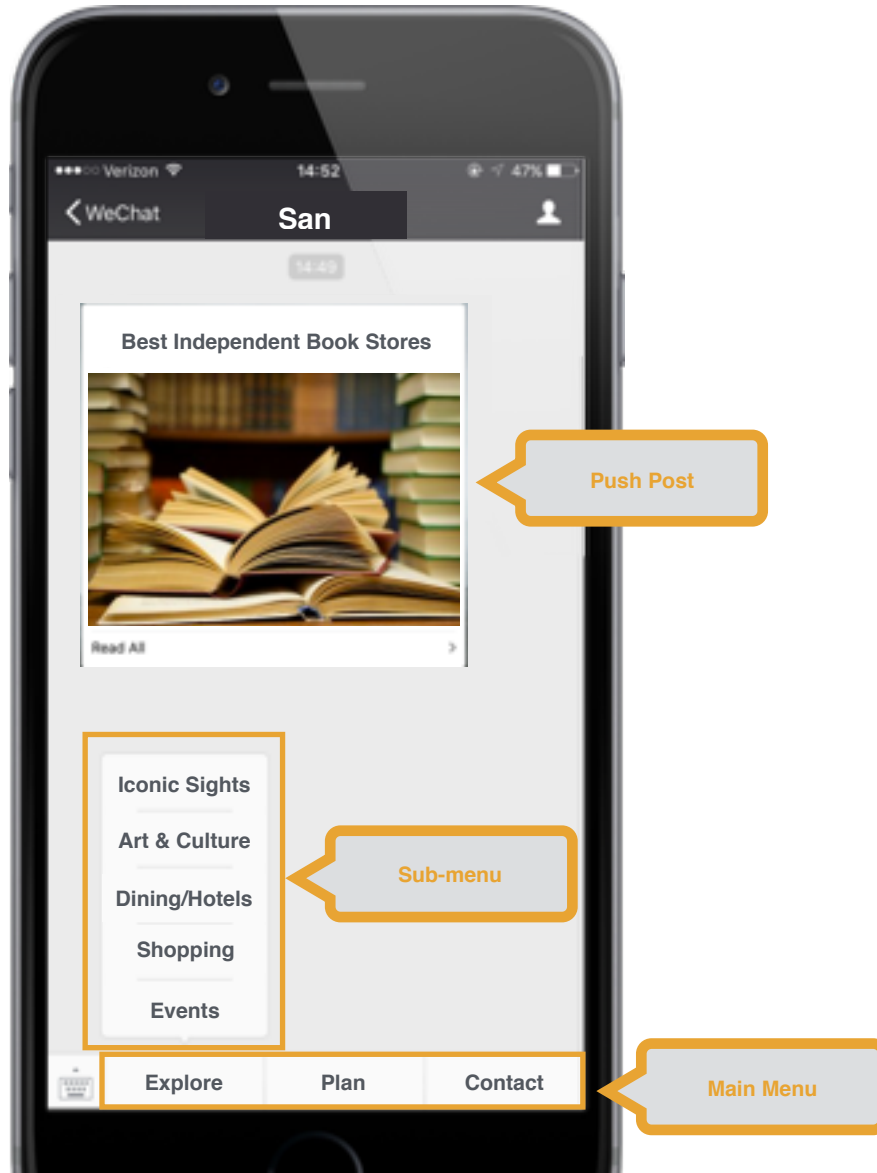 Verizon 14:52 47%
WeChat San
14:49
Best Independent Book Stores
Push Post
Read All
Iconic Sights
Art & Culture
Sub-menu
Dining/Hotels
Shopping
Events
Explore Plan Contact
Main Menu